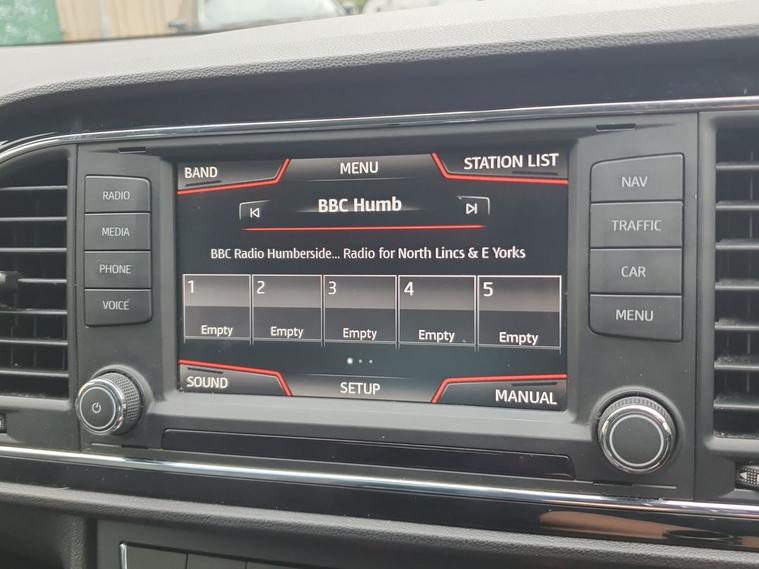 RADIO
MEDIA
PHONE
VOICE
BAND
MENU
STATION LIST
BBC Humb
BBC Radio Humberside... Radio for North Lincs & E Yorks
1 2 3 4 5
Empty Empty Empty Empty Empty
SOUND
SETUP
MANUAL
NAV
TRAFFIC
CAR
MENU